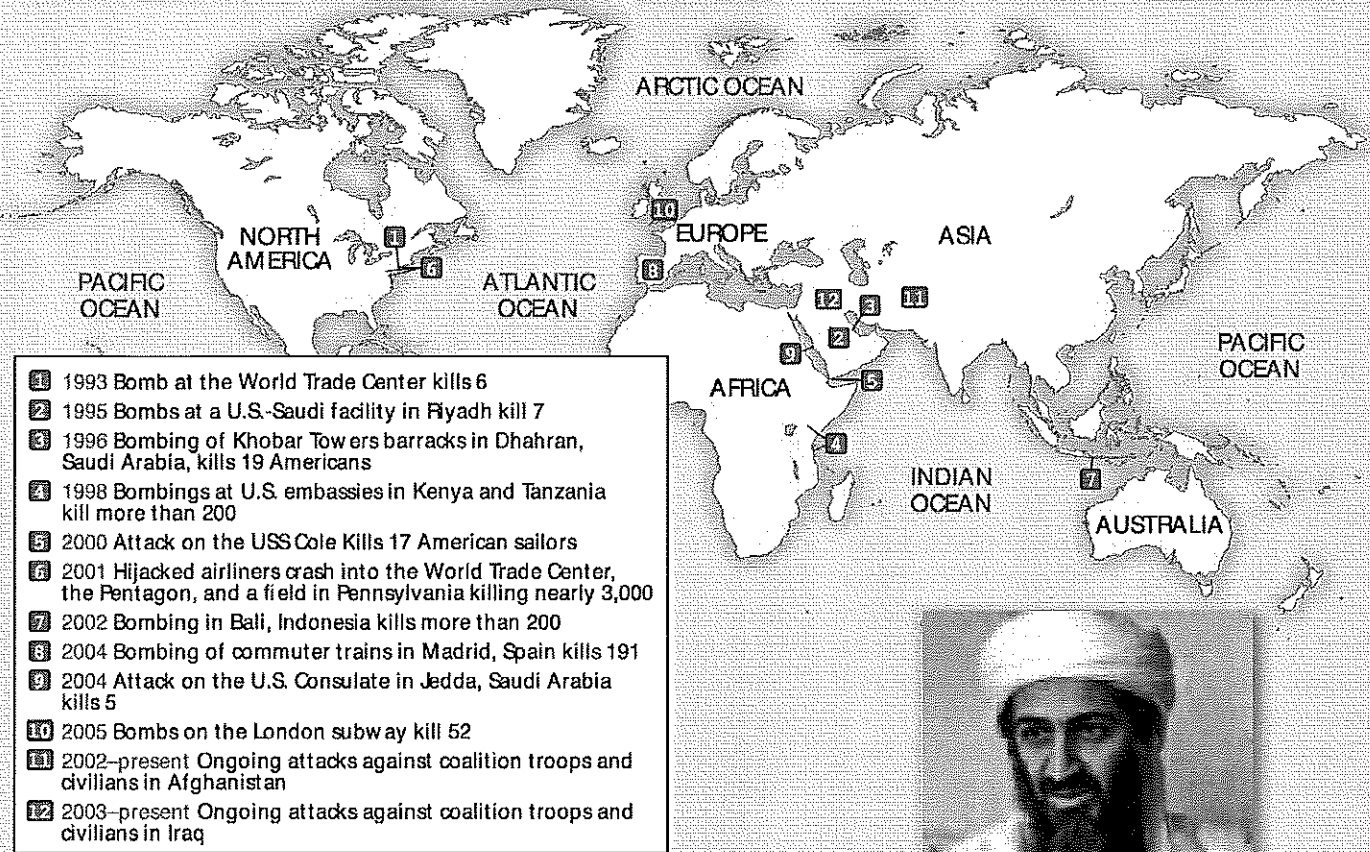 ARCTIC OCEAN
NORTH
AMERICA
1
6
PACIFIC
OCEAN
ATLANTIC
OCEAN
10
EUROPE
8
ASIA
12
3
11
2
9
5
AFRICA
4
PACIFIC
OCEAN
INDIAN
OCEAN
7
AUSTRALIA
1 1993 Bomb at the World Trade Center kills 6
2 1995 Bombs at a U.S.-Saudi facility in Riyadh kill 7
3 1996 Bombing of Khobar Towers barracks in Dhahran,
Saudi Arabia, kills 19 Americans
4 1998 Bombings at U.S. embassies in Kenya and Tanzania
kill more than 200
5 2000 Attack on the USS Cole Kills 17 American sailors
6 2001 Hijacked airliners crash into the World Trade Center,
the Pentagon, and a field in Pennsylvania killing nearly 3,000
7 2002 Bombing in Bali, Indonesia kills more than 200
8 2004 Bombing of commuter trains in Madrid, Spain kills 191
9 2004 Attack on the U.S. Consulate in Jedda, Saudi Arabia
kills 5
10 2005 Bombs on the London subway kill 52
11 2002–present Ongoing attacks against coalition troops and
civilians in Afghanistan
12 2003–present Ongoing attacks against coalition troops and
civilians in Iraq